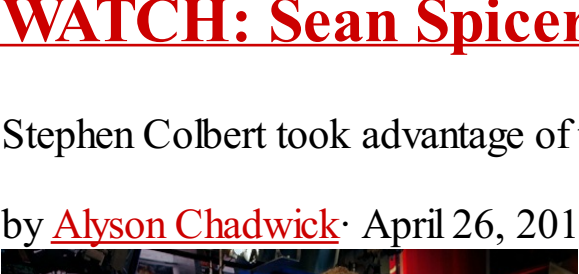 WATCH: Sean Spicer
Stephen Colbert took advantage of
by Alyson Chadwick· April 26, 201